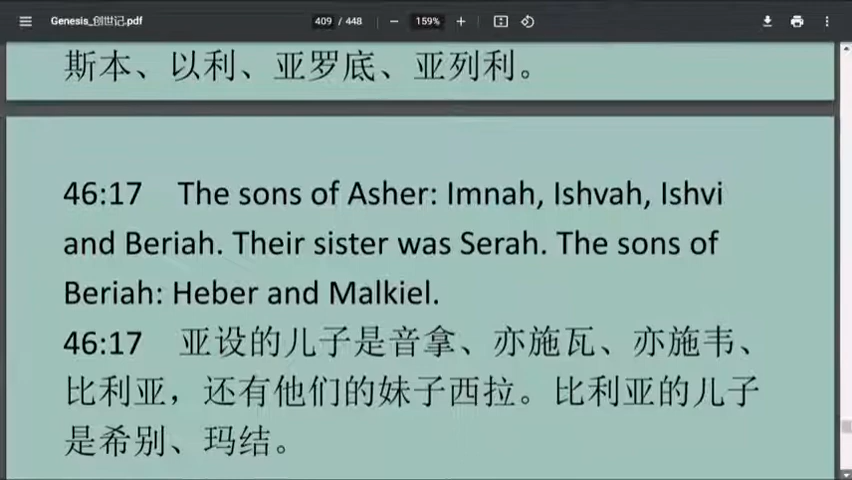 Genesis_创世记.pdf
409 / 448
159%
斯本、以利、亚罗底、亚列利。
46:17 The sons of Asher: Imnah, Ishvah, Ishvi
and Beriah. Their sister was Serah. The sons of
Beriah: Heber and Malkiel.
46:17 亚设的儿子是音拿、亦施瓦、亦施韦、
比利亚，还有他们的妹子西拉。比利亚的儿子
是希别、玛结。